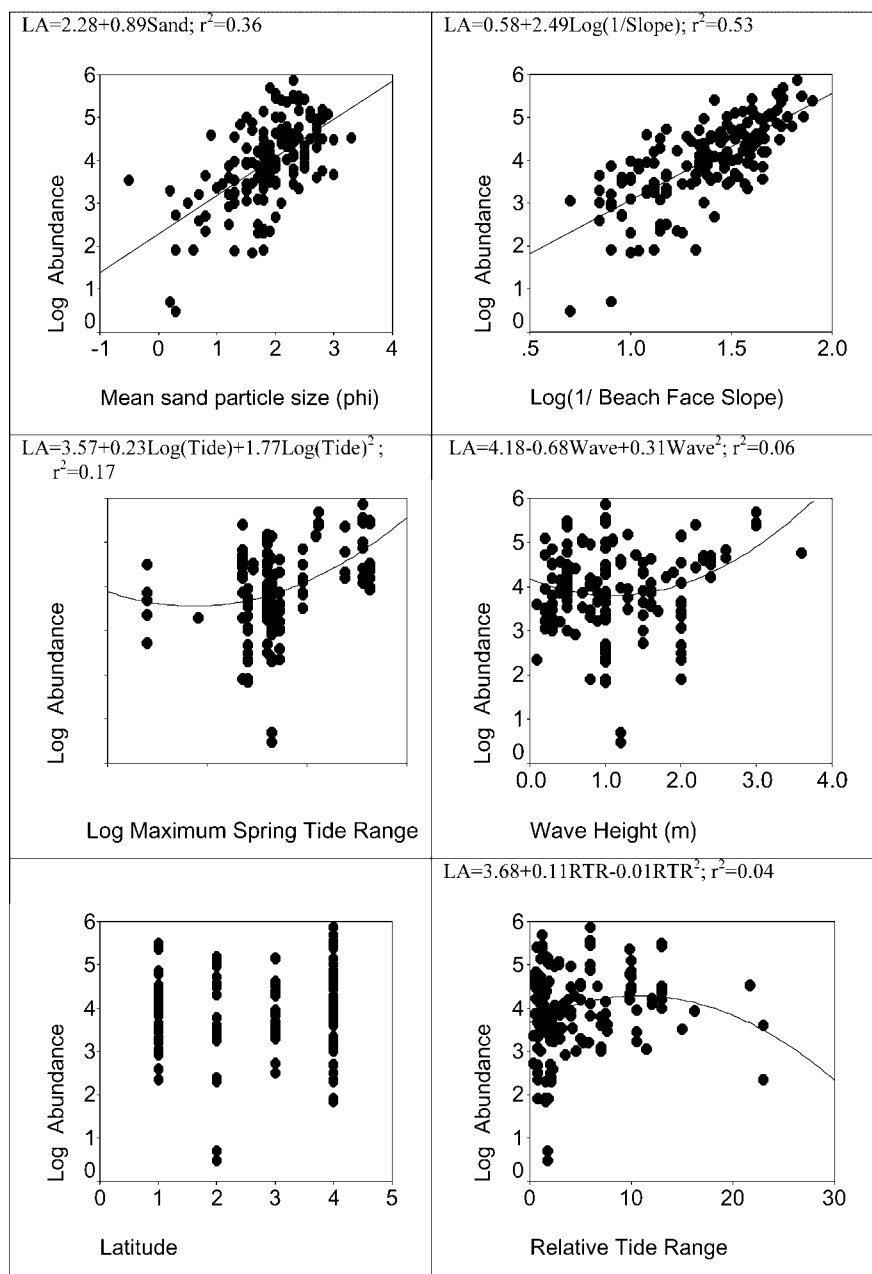 LA=2.28+0.89Sand; r²=0.36
6
5
4
3
2
1
0
Log Abundance
-1 0 1 2 3 4
Mean sand particle size (phi)
LA=0.58+2.49Log(1/Slope); r²=0.53
6
5
4
3
2
1
0
Log Abundance
.5 1.0 1.5 2.0
Log(1/ Beach Face Slope)
LA=3.57+0.23Log(Tide)+1.77Log(Tide)²;
r²=0.17
Log Abundance
Log Maximum Spring Tide Range
LA=4.18-0.68Wave+0.31Wave²; r²=0.06
6
5
4
3
2
1
0
Log Abundance
0.0 1.0 2.0 3.0 4.0
Wave Height (m)
6
5
4
3
2
1
0
Log Abundance
0 1 2 3 4 5
Latitude
LA=3.68+0.11RTR-0.01RTR²; r²=0.04
6
5
4
3
2
1
0
Log Abundance
0 10 20 30
Relative Tide Range